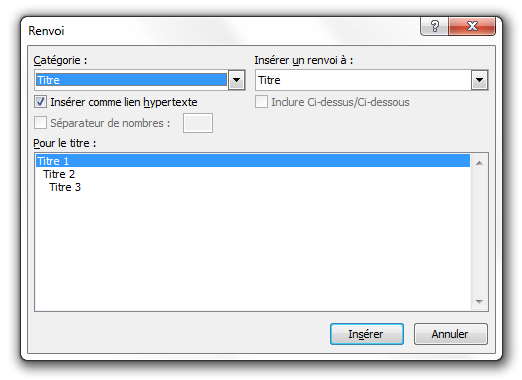 Renvoi
Catégorie :
Insérer un renvoi à :
Titre
Titre
Insérer comme lien hypertexte
Inclure Ci-dessus/Ci-dessous
Séparateur de nombres :
Pour le titre :
Titre 1
Titre 2
Titre 3
Insérer
Annuler